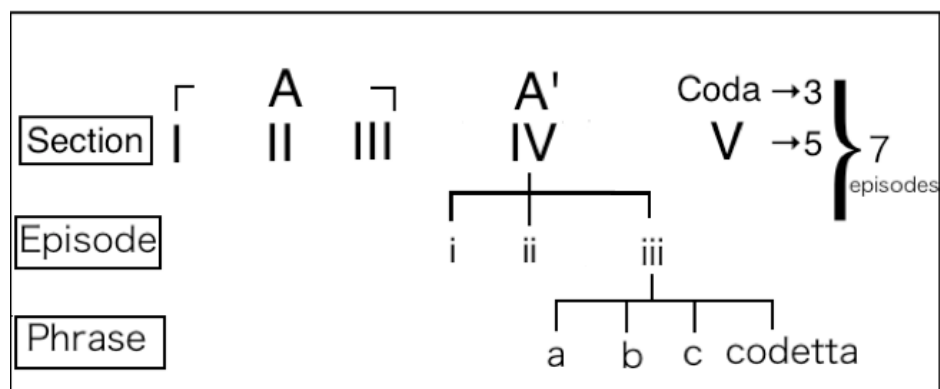 A A' Coda →3
Section I II III IV V →5 7
episodes
Episode i ii iii
Phrase a b c codetta